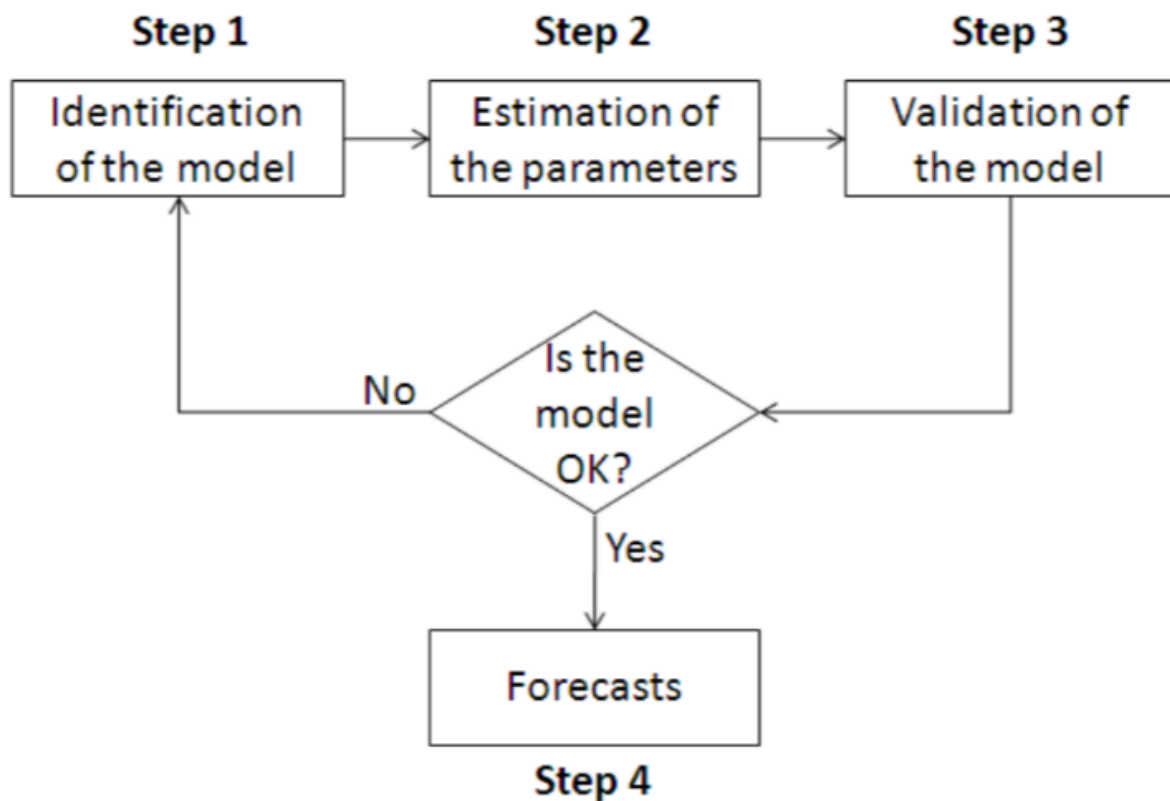 Step 1
Step 2
Step 3
Identification
of the model
Estimation of
the parameters
Validation of
the model
Is the
model
OK?
No
Yes
Forecasts
Step 4